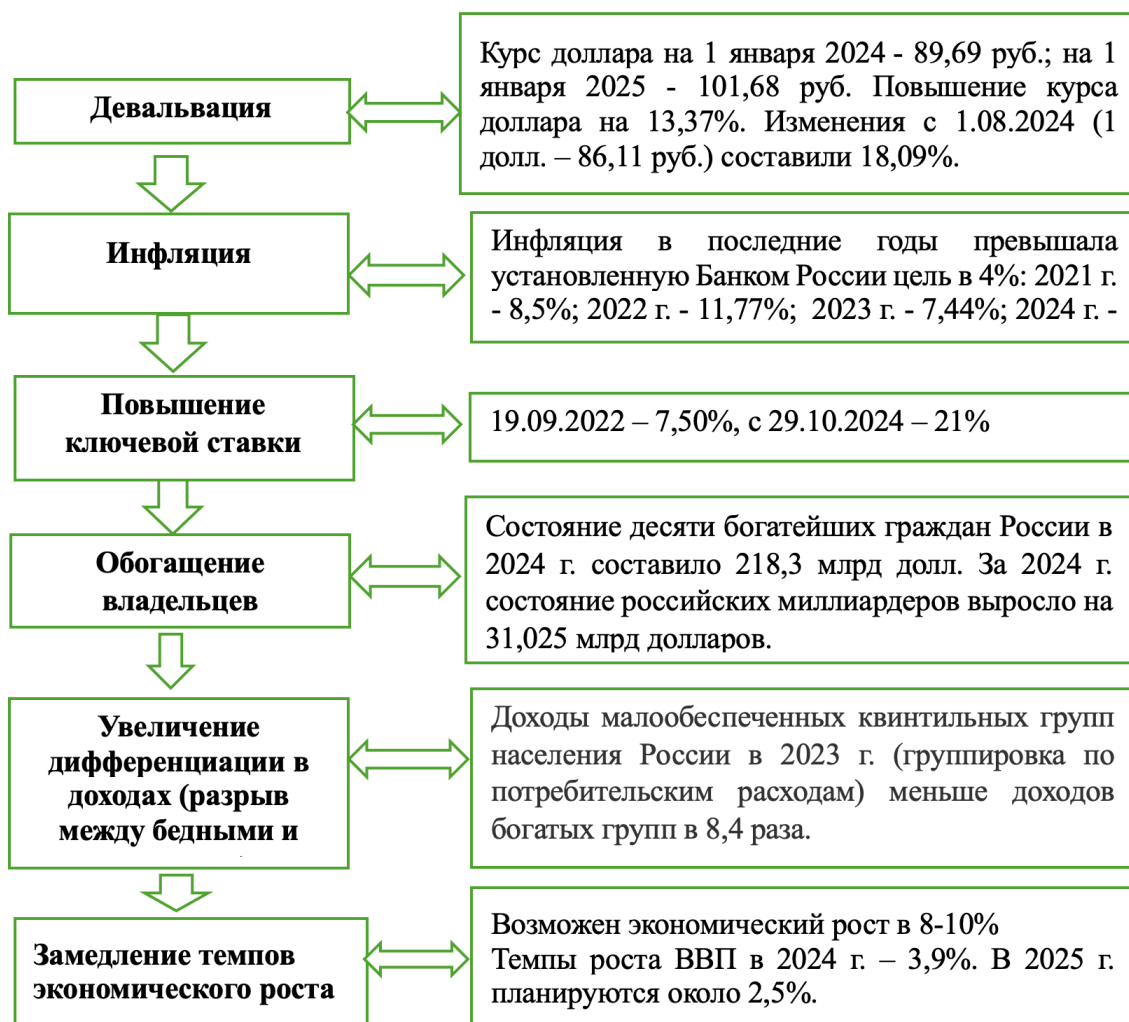 Девальвация
Курс доллара на 1 января 2024 - 89,69 руб.; на 1
января 2025 - 101,68 руб. Повышение курса
доллара на 13,37%. Изменения с 1.08.2024 (1
долл. – 86,11 руб.) составили 18,09%.
Инфляция
Инфляция в последние годы превышала
установленную Банком России цель в 4%: 2021 г.
- 8,5%; 2022 г. - 11,77%; 2023 г. - 7,44%; 2024 г. -
Повышение
ключевой ставки
19.09.2022 – 7,50%, с 29.10.2024 – 21%
Обогащение
владельцев
Состояние десяти богатейших граждан России в
2024 г. составило 218,3 млрд долл. За 2024 г.
состояние российских миллиардеров выросло на
31,025 млрд долларов.
Увеличение
дифференциации в
доходах (разрыв
между бедными и
Доходы малообеспеченных квинтильных групп
населения России в 2023 г. (группировка по
потребительским расходам) меньше доходов
богатых групп в 8,4 раза.
Замедление темпов
экономического роста
Возможен экономический рост в 8-10%
Темпы роста ВВП в 2024 г. – 3,9%. В 2025 г.
планируются около 2,5%.